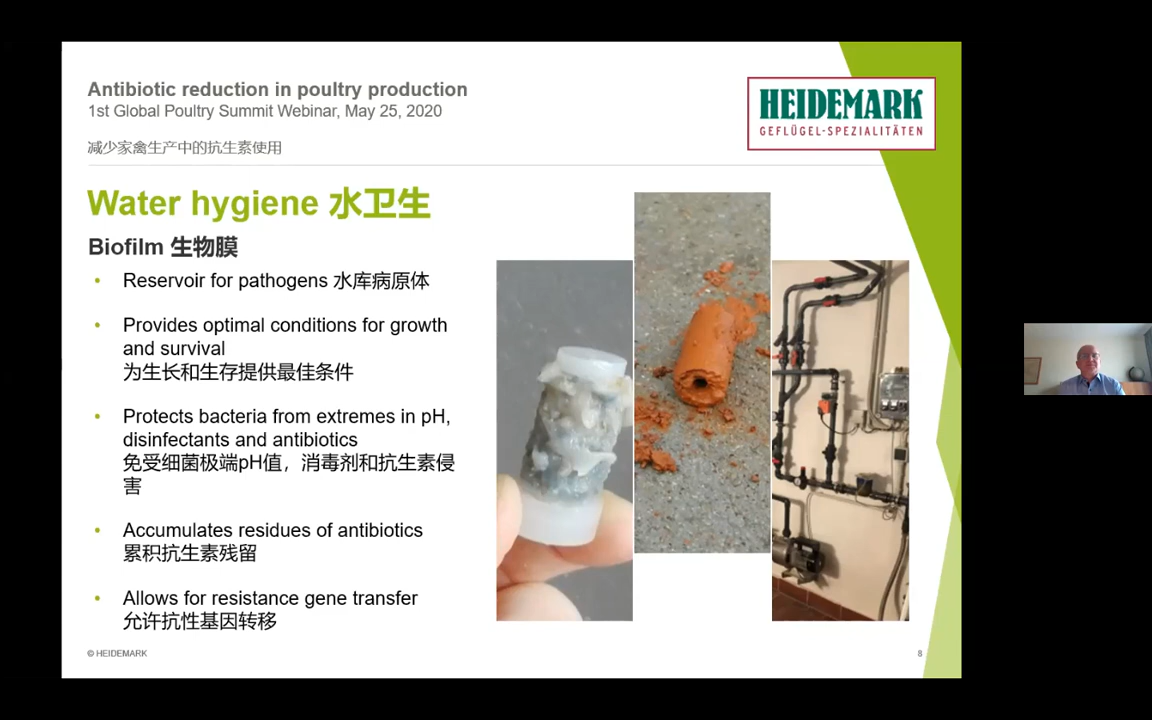 Antibiotic reduction in poultry production
1st Global Poultry Summit Webinar, May 25, 2020
减少家禽生产中的抗生素使用
HEIDEMARK
GEFLÜGEL-SPEZIALITÄTEN
Water hygiene 水卫生
Biofilm 生物膜
• Reservoir for pathogens 水库病原体
• Provides optimal conditions for growth
and survival
为生长和生存提供最佳条件
• Protects bacteria from extremes in pH,
disinfectants and antibiotics
免受细菌极端pH值，消毒剂和抗生素侵
害
• Accumulates residues of antibiotics
累积抗生素残留
• Allows for resistance gene transfer
允许抗性基因转移
© HEIDEMARK
8